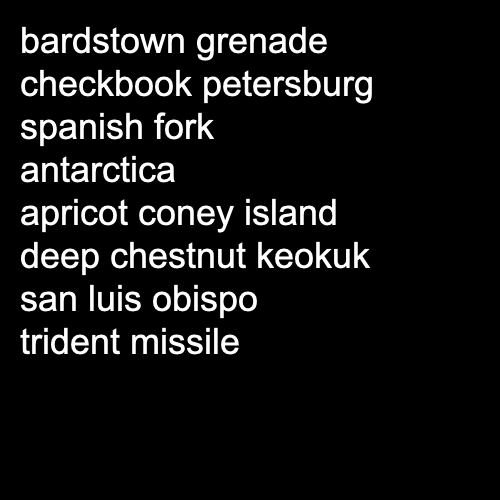 bardstown grenade
checkbook petersburg
spanish fork
antarctica
apricot coney island
deep chestnut keokuk
san luis obispo
trident missile